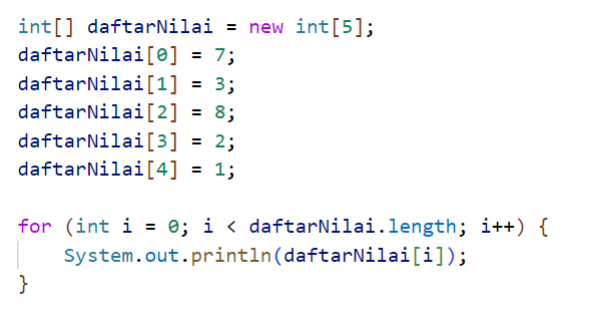 int[] daftarNilai = new int[5];
daftarNilai[0] = 7;
daftarNilai[1] = 3;
daftarNilai[2] = 8;
daftarNilai[3] = 2;
daftarNilai[4] = 1;

for (int i = 0; i < daftarNilai.length; i++) {
    System.out.println(daftarNilai[i]);
}